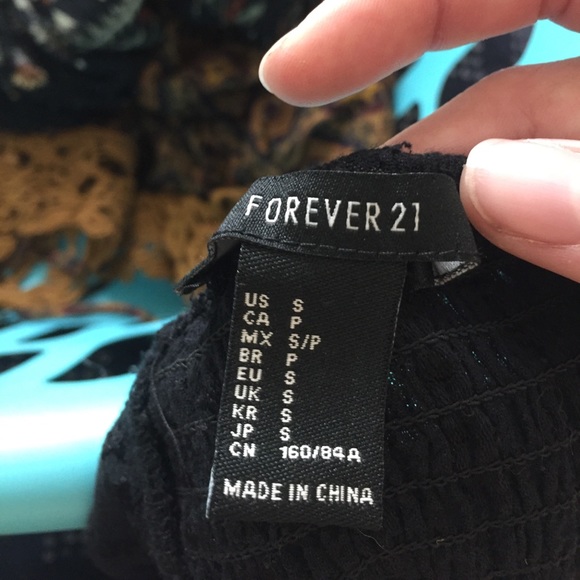 FOREVER 21
US S
CA P
MX S/P
BR P
EU S
UK S
KR S
JP S
CN 160/84A
MADE IN CHINA